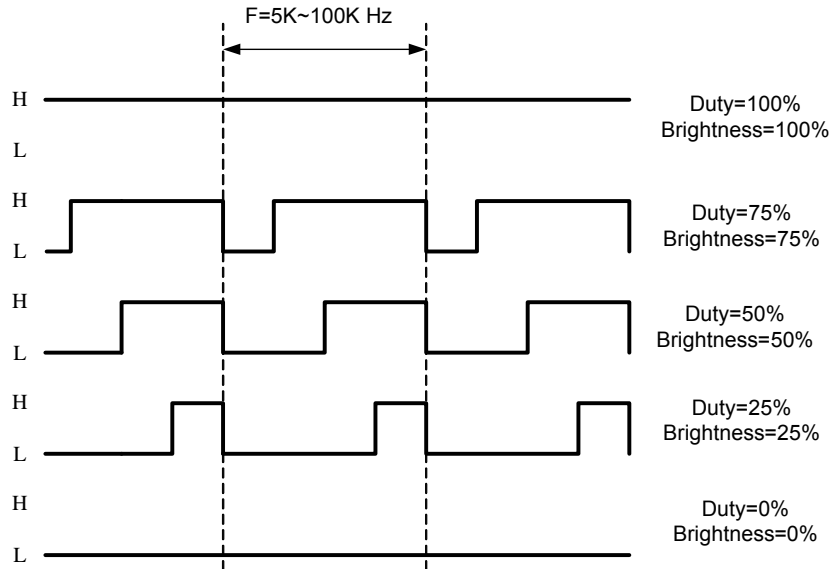 F=5K~100K Hz
H
L
Duty=100%
Brightness=100%
H
L
Duty=75%
Brightness=75%
H
L
Duty=50%
Brightness=50%
H
L
Duty=25%
Brightness=25%
H
L
Duty=0%
Brightness=0%